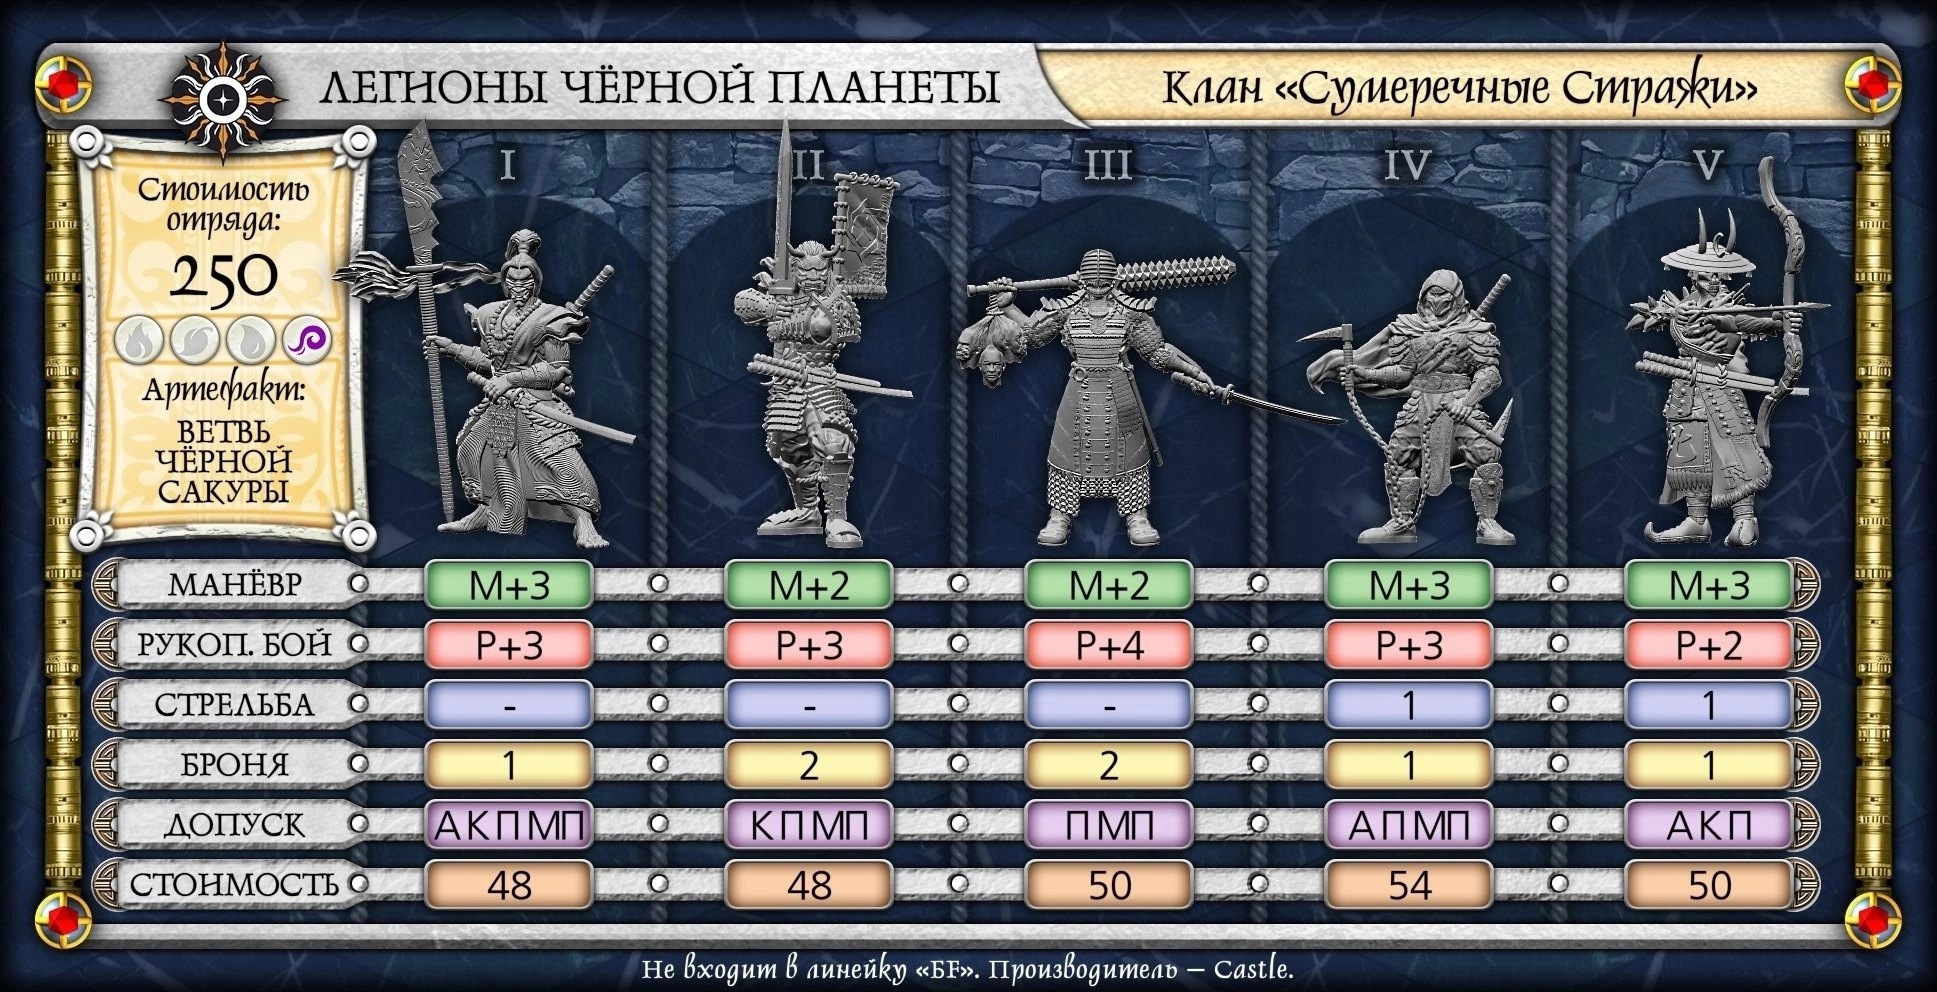 ЛЕГИОНЫ ЧЁРНОЙ ПЛАНЕТЫ
Клан «Сумеречные Стражи»
Стоимость
отряда:
250
Артефакт:
ВЕТВЬ
ЧЁРНОЙ
САКУРЫ
I II III IV V
МАНЁВР М+3 М+2 М+2 М+3 М+3
РУКОП. БОЙ Р+3 Р+3 Р+4 Р+3 Р+2
СТРЕЛЬБА - - - 1 1
БРОНЯ 1 2 2 1 1
ДОПУСК АКПМП КПМП ПМП АПМП АКП
СТОИМОСТЬ 48 48 50 54 50
Не входит в линейку «БF». Производитель – Castle.